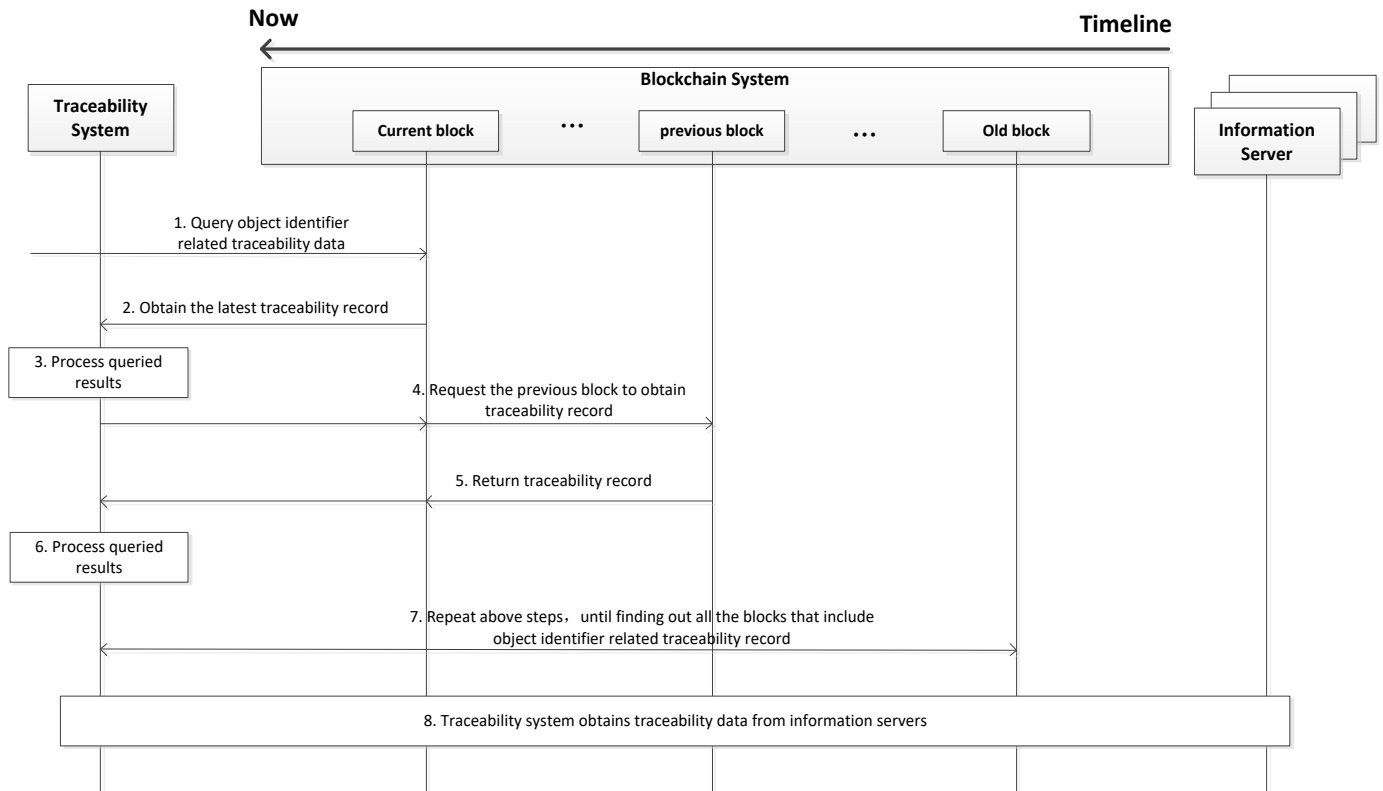 Now
Timeline
Blockchain System
Traceability
System
Current block
...
previous block
...
Old block
Information
Server
1. Query object identifier
related traceability data
2. Obtain the latest traceability record
3. Process queried
results
4. Request the previous block to obtain
traceability record
5. Return traceability record
6. Process queried
results
7. Repeat above steps，until finding out all the blocks that include
object identifier related traceability record
8. Traceability system obtains traceability data from information servers